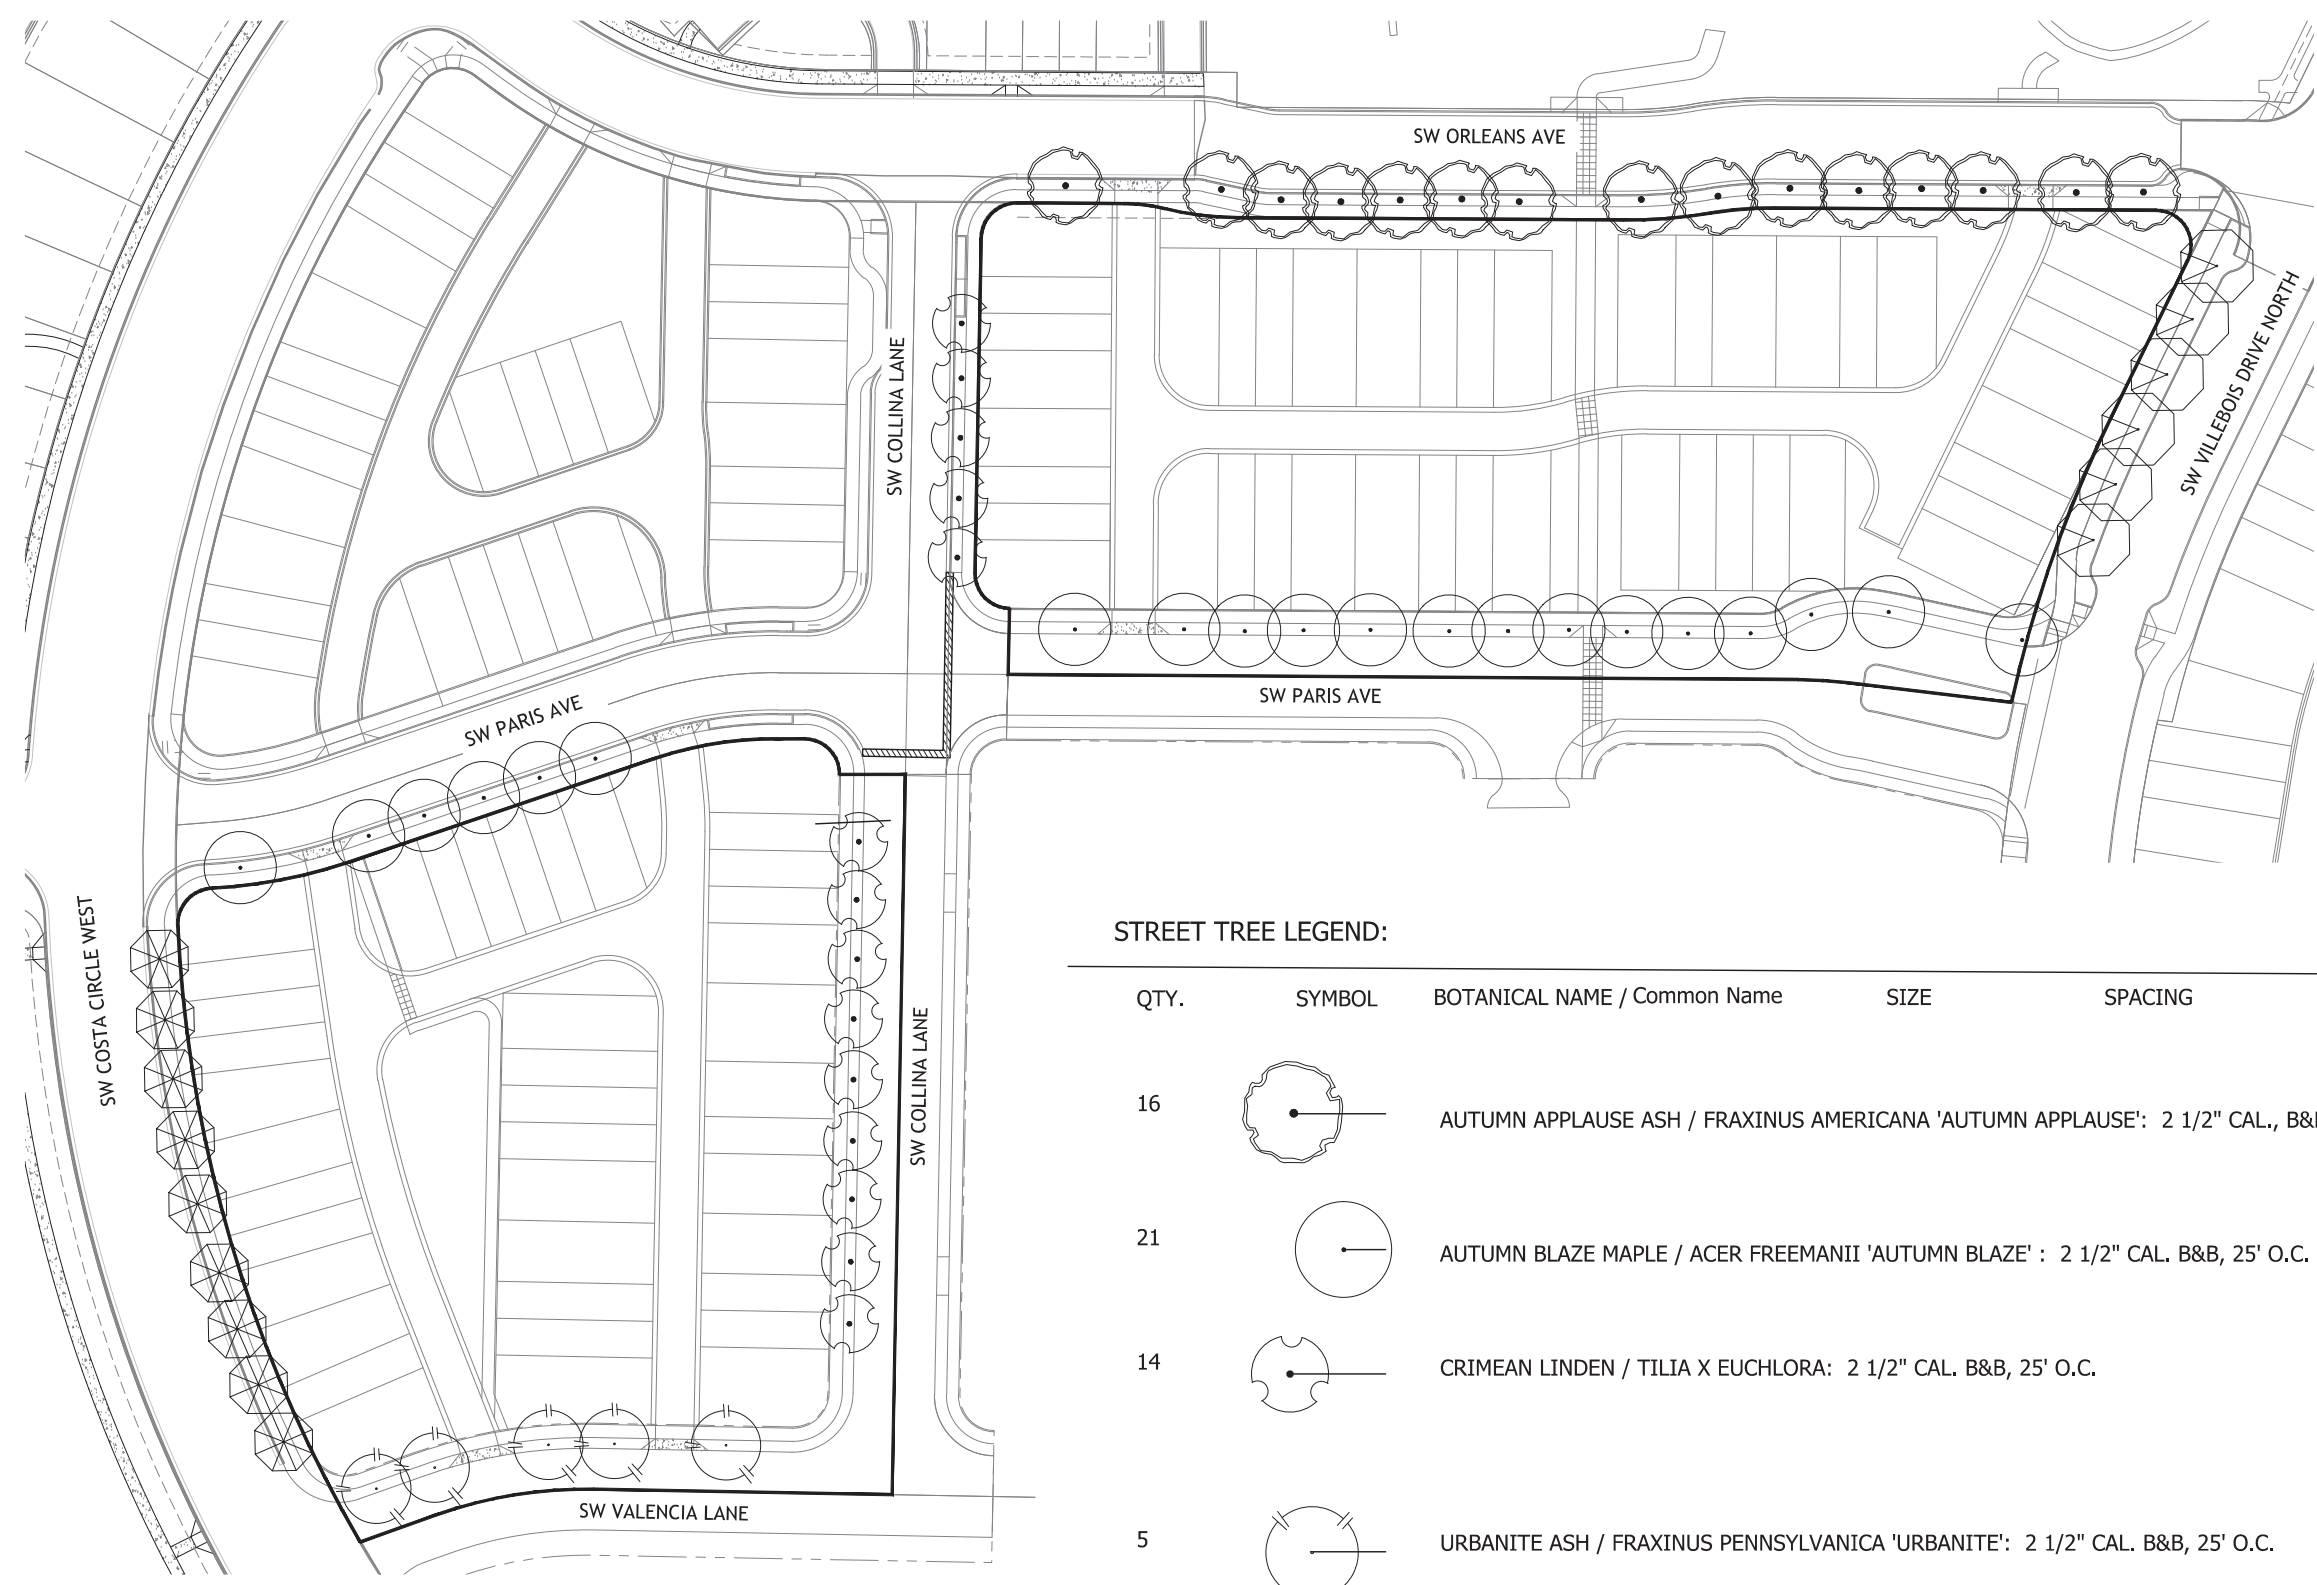 SW ORLEANS AVE
SW COLLINA LANE
SW VILLEBOIS DRIVE NORTH
SW PARIS AVE
SW PARIS AVE
SW COSTA CIRCLE WEST
SW COLLINA LANE
SW VALENCIA LANE
STREET TREE LEGEND:
QTY. SYMBOL BOTANICAL NAME / Common Name SIZE SPACING
16 AUTUMN APPLAUSE ASH / FRAXINUS AMERICANA 'AUTUMN APPLAUSE': 2 1/2" CAL.,
21 AUTUMN BLAZE MAPLE / ACER FREEMANII 'AUTUMN BLAZE' : 2 1/2" CAL. B&B, 25' O.C.
14 CRIMEAN LINDEN / TILIA X EUCHLORA: 2 1/2" CAL. B&B, 25' O.C.
5 URBANITE ASH / FRAXINUS PENNSYLVANICA 'URBANITE': 2 1/2" CAL. B&B, 25' O.C.